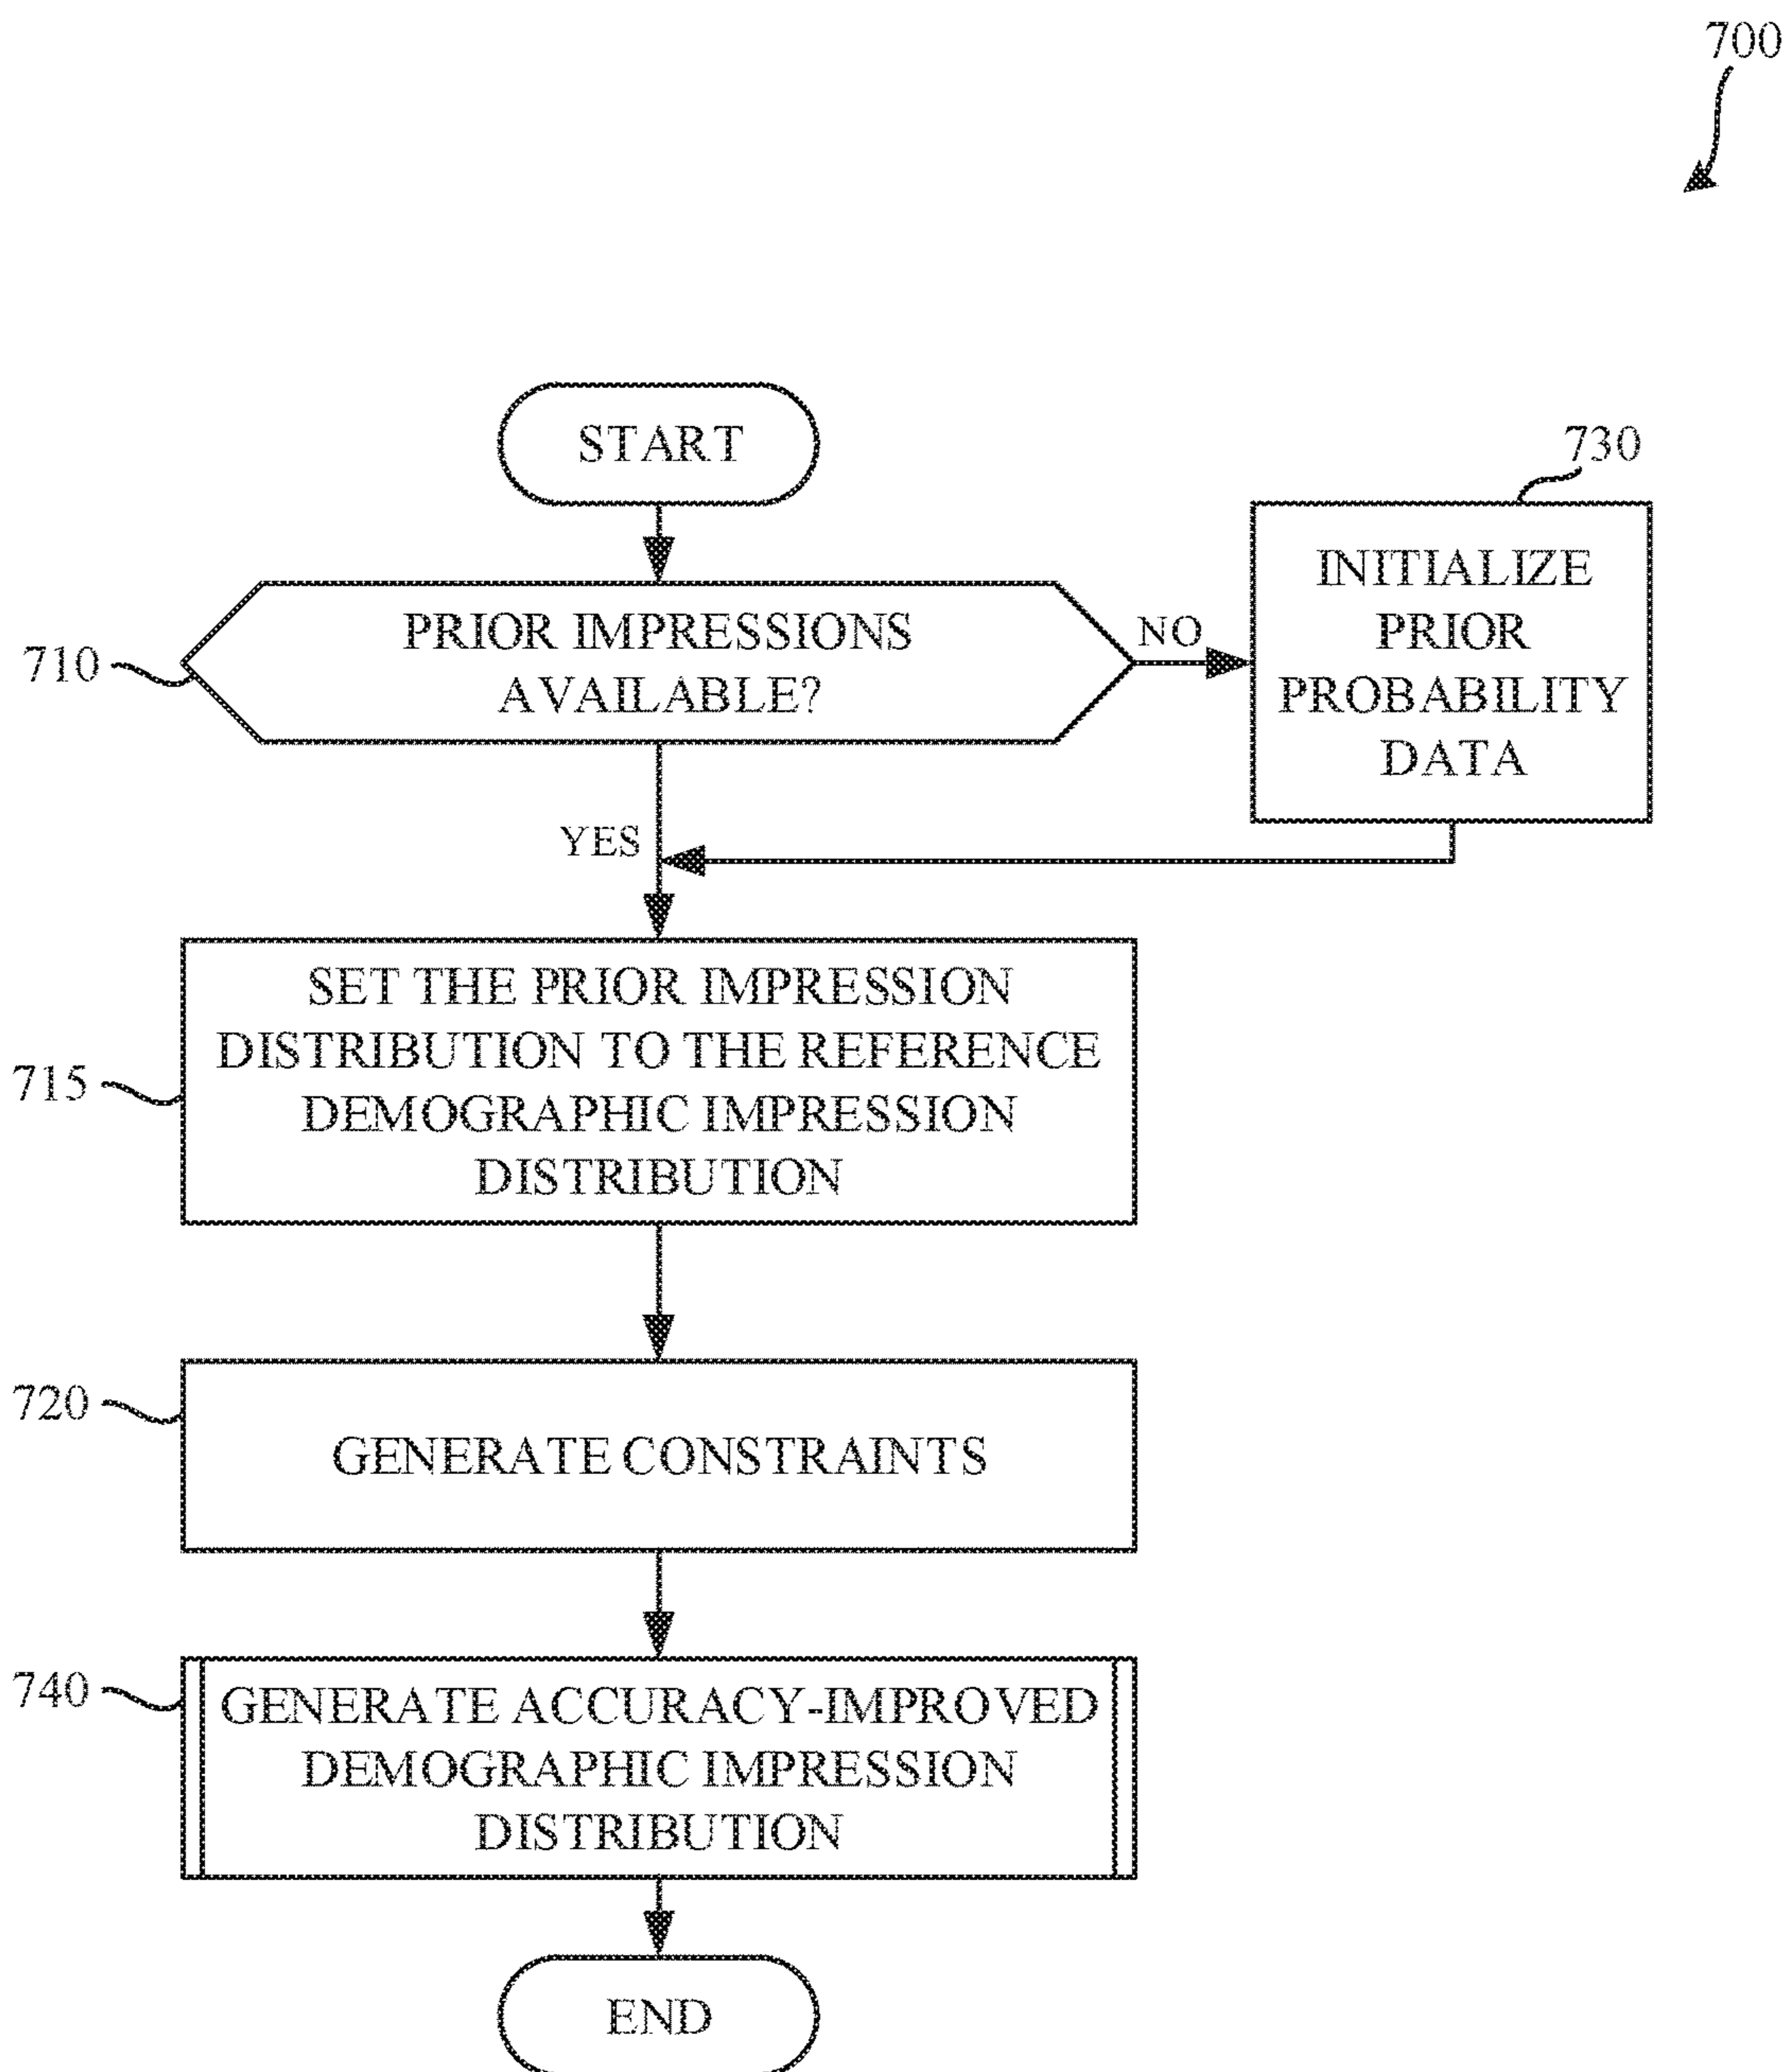 700
START
730
710
PRIOR IMPRESSIONS
AVAILABLE?
NO
INITIALIZE
PRIOR
PROBABILITY
DATA
YES
715
SET THE PRIOR IMPRESSION
DISTRIBUTION TO THE REFERENCE
DEMOGRAPHIC IMPRESSION
DISTRIBUTION
720
GENERATE CONSTRAINTS
740
GENERATE ACCURACY-IMPROVED
DEMOGRAPHIC IMPRESSION
DISTRIBUTION
END